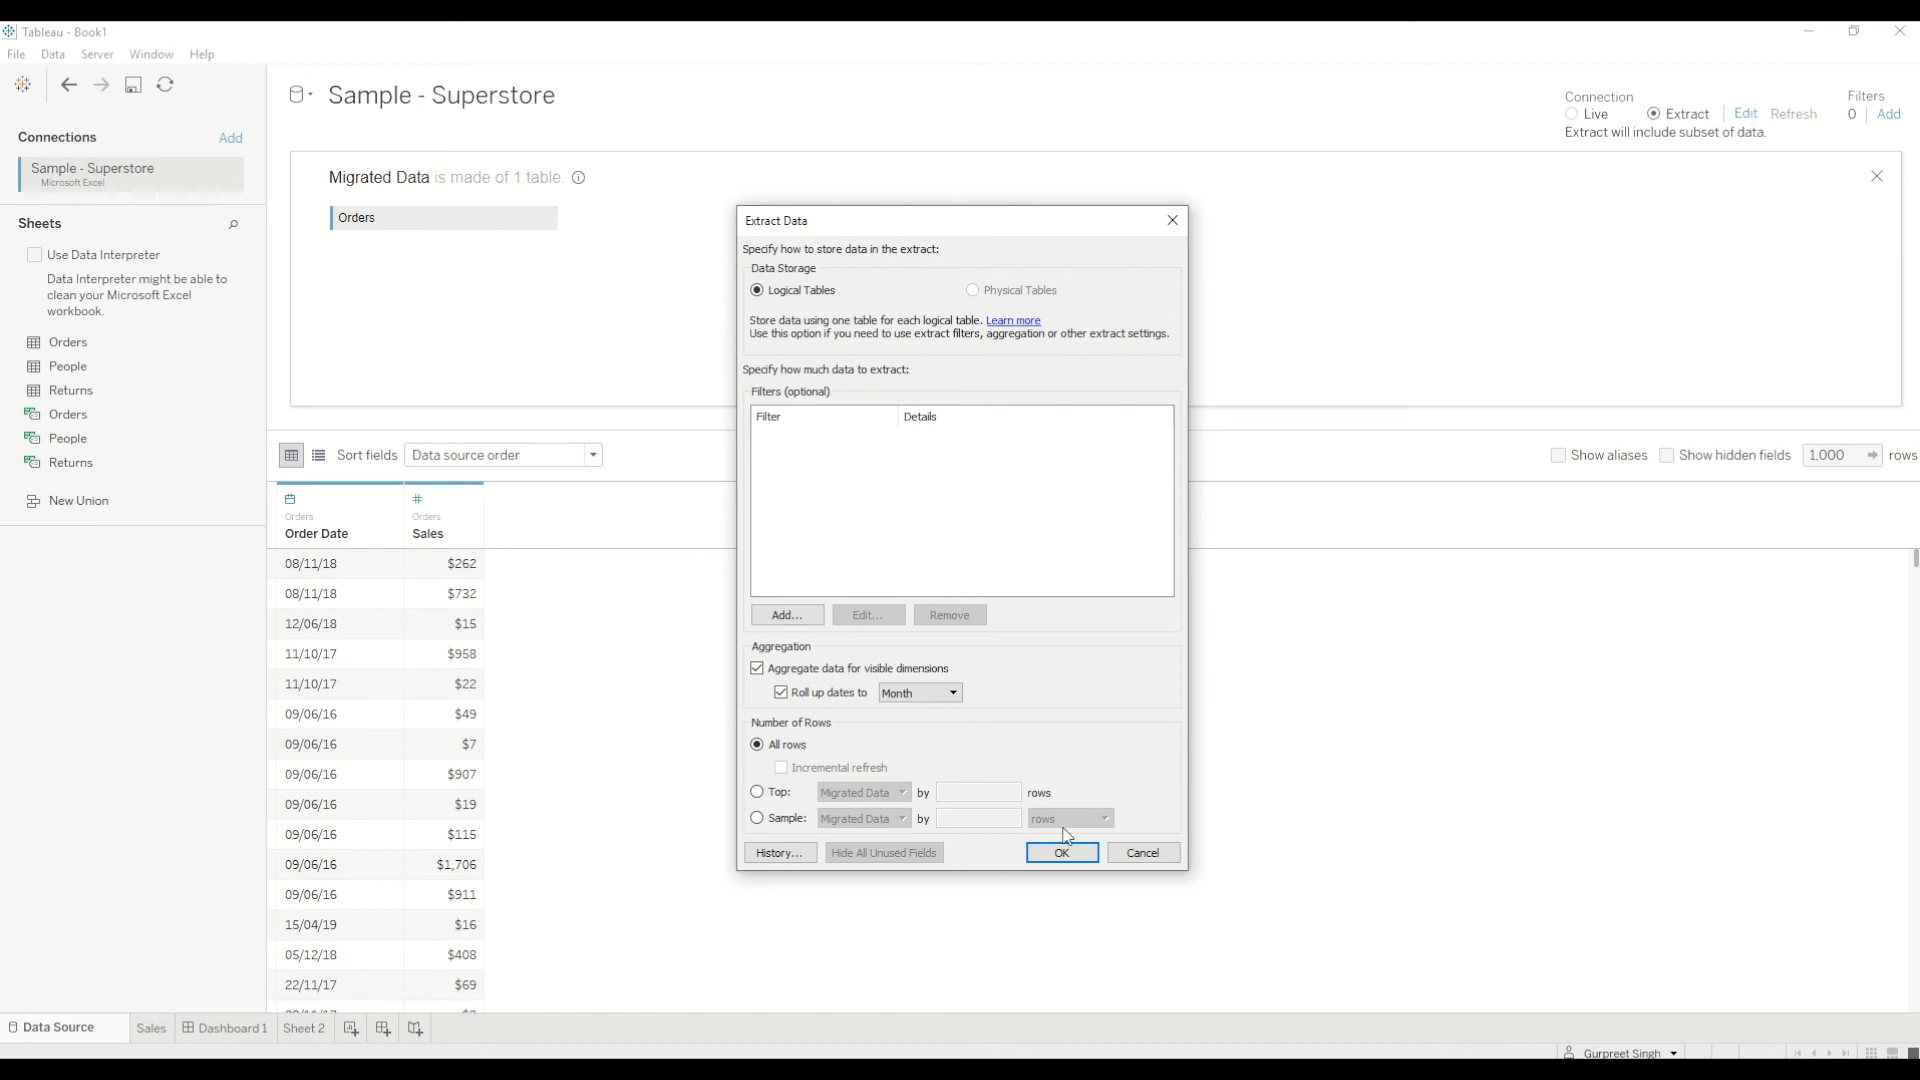 Tableau - Book1
File Data Server Window Help
Sample - Superstore
Connection
Live Extract Edit Refresh
Extract will include subset of data.
Filters
0 Add
Connections Add
Sample - Superstore
Microsoft Excel
Sheets
Use Data Interpreter
Data Interpreter might be able to
clean your Microsoft Excel
workbook.
Orders
People
Returns
Orders
People
Returns
New Union
Migrated Data is made of 1 table.
Orders
Extract Data
Specify how to store data in the extract:
Data Storage
Logical Tables Physical Tables
Store data using one table for each logical table. Learn more
Use this option if you need to use extract filters, aggregation or other extract settings.
Specify how much data to extract:
Filters (optional)
Filter Details
Add... Edit... Remove
Aggregation
Aggregate data for visible dimensions
Roll up dates to Month
Number of Rows
All rows
Incremental refresh
Top: Migrated Data by rows
Sample: Migrated Data by rows
History... Hide All Unused Fields OK Cancel
Sort fields Data source order
Show aliases Show hidden fields 1,000 rows
Orders Orders
Order Date Sales
08/11/18 $262
08/11/18 $732
12/06/18 $15
11/10/17 $958
11/10/17 $22
09/06/16 $49
09/06/16 $7
09/06/16 $907
09/06/16 $19
09/06/16 $115
09/06/16 $1,706
09/06/16 $911
15/04/19 $16
05/12/18 $408
22/11/17 $69
Data Source Sales Dashboard 1 Sheet 2
Gurpreet Singh